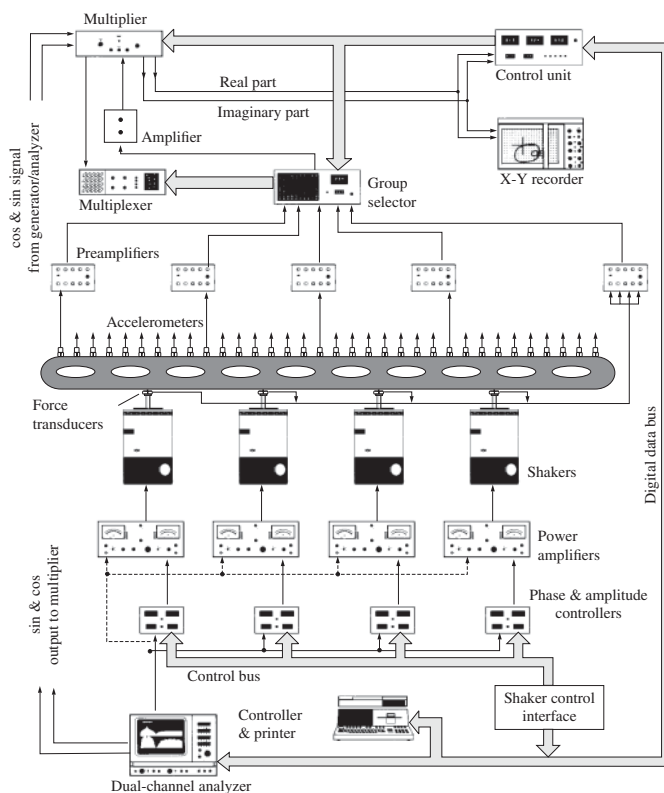 Multiplier
Control unit
Real part
Imaginary part
Amplifier
X-Y recorder
Multiplexer
Group
selector
cos & sin signal
from generator/analyzer
Preamplifiers
Accelerometers
Force
transducers
Shakers
Digital data bus
Power
amplifiers
sin & cos
output to multiplier
Phase & amplitude
controllers
Control bus
Shaker control
interface
Controller
& printer
Dual-channel analyzer